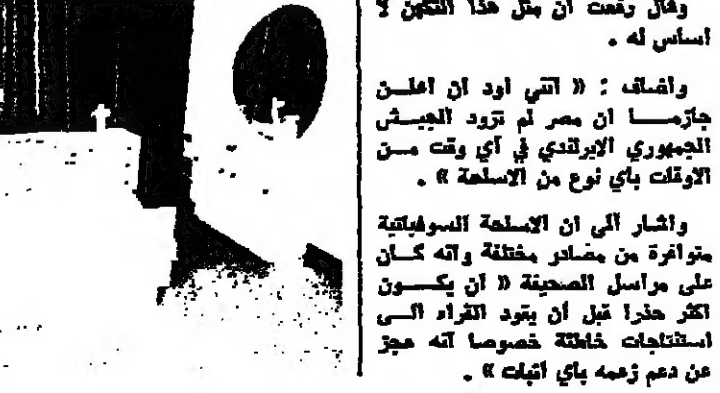 وقال رفعت ان مثل هذا التكهن لا
اساس له .
واضاف : « انني اود ان اعلن
جازما ان مصر لم تزود الجيش
الجمهوري الايرلندي في أي وقت من
الاوقات باي نوع من الاسلحة » .
واشار الى ان الاسلحة السوفياتية
متوافرة من مصادر مختلفة وانه كان
على مراسل الصحيفة « ان يكون
اكثر حذرا قبل أن يقود القراء الى
استنتاجات خاطئة خصوصا انه عجز
عن دعم زعمه باي اثبات » .